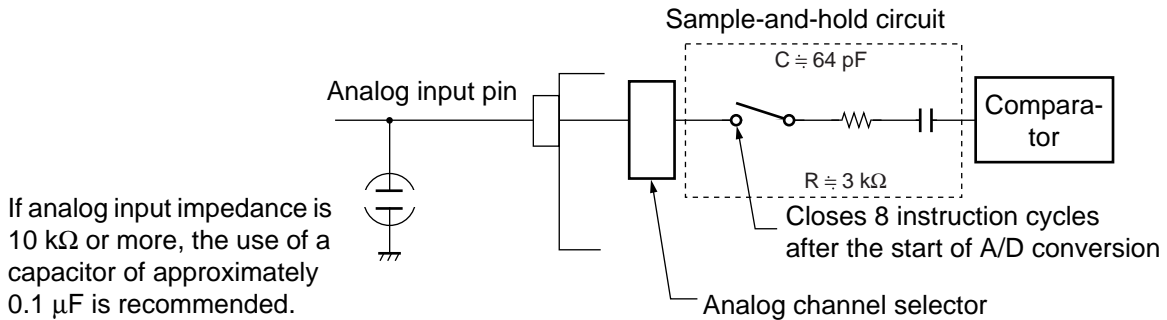 Sample-and-hold circuit
C ≒ 64 pF
Analog input pin
Compara-
tor
R ≒ 3 kΩ
If analog input impedance is
10 kΩ or more, the use of a
capacitor of approximately
0.1 µF is recommended.
Closes 8 instruction cycles
after the start of A/D conversion
Analog channel selector